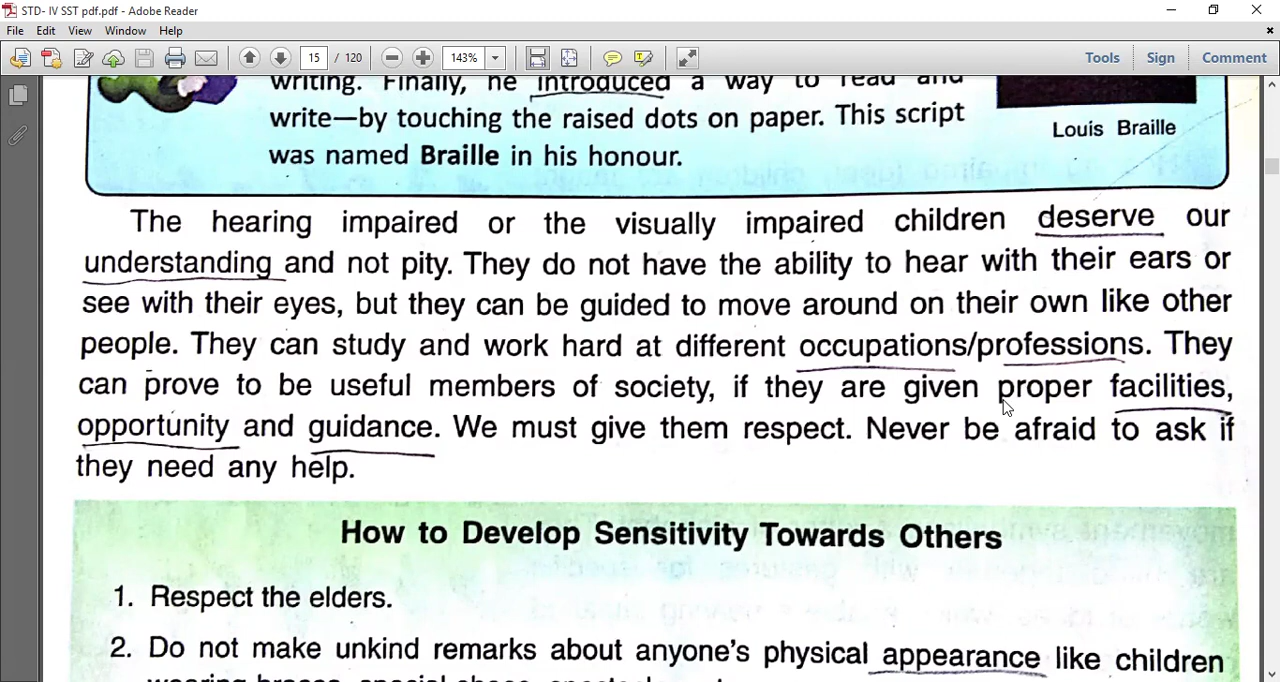 STD- IV SST pdf.pdf - Adobe Reader
File Edit View Window Help
15 / 120 143% Tools Sign Comment
writing. Finally, he introduced a way to read and
write—by touching the raised dots on paper. This script
was named Braille in his honour.
Louis Braille
The hearing impaired or the visually impaired children deserve our
understanding and not pity. They do not have the ability to hear with their ears or
see with their eyes, but they can be guided to move around on their own like other
people. They can study and work hard at different occupations/professions. They
can prove to be useful members of society, if they are given proper facilities,
opportunity and guidance. We must give them respect. Never be afraid to ask if
they need any help.
How to Develop Sensitivity Towards Others
1. Respect the elders.
2. Do not make unkind remarks about anyone's physical appearance like children